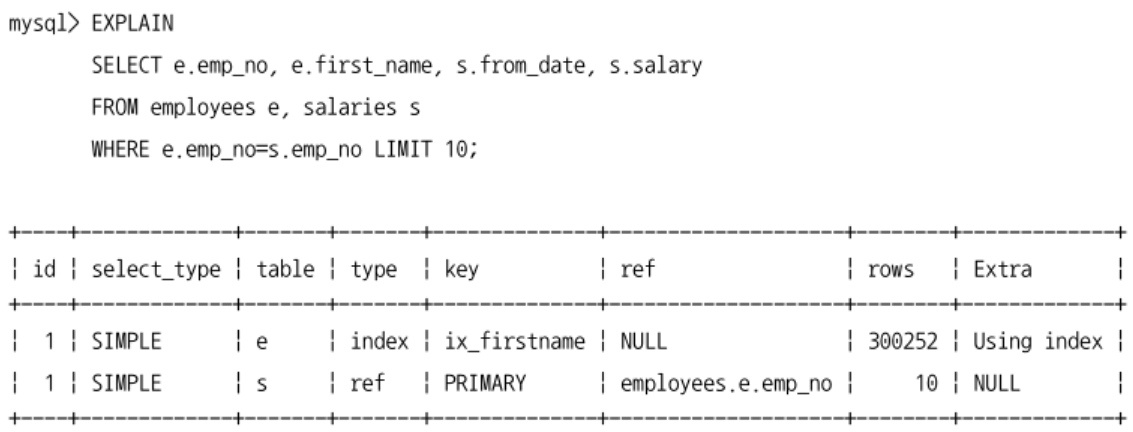 mysql> EXPLAIN
SELECT e.emp_no, e.first_name, s.from_date, s.salary
FROM employees e, salaries s
WHERE e.emp_no=s.emp_no LIMIT 10;
+----+-------------+-------+-------+--------------+--------------------+--------+-------------+
| id | select_type | table | type | key | ref | rows | Extra |
+----+-------------+-------+-------+--------------+--------------------+--------+-------------+
| 1 | SIMPLE | e | index | ix_firstname | NULL | 300252 | Using index |
| 1 | SIMPLE | s | ref | PRIMARY | employees.e.emp_no | 10 | NULL |
+----+-------------+-------+-------+--------------+--------------------+--------+-------------+